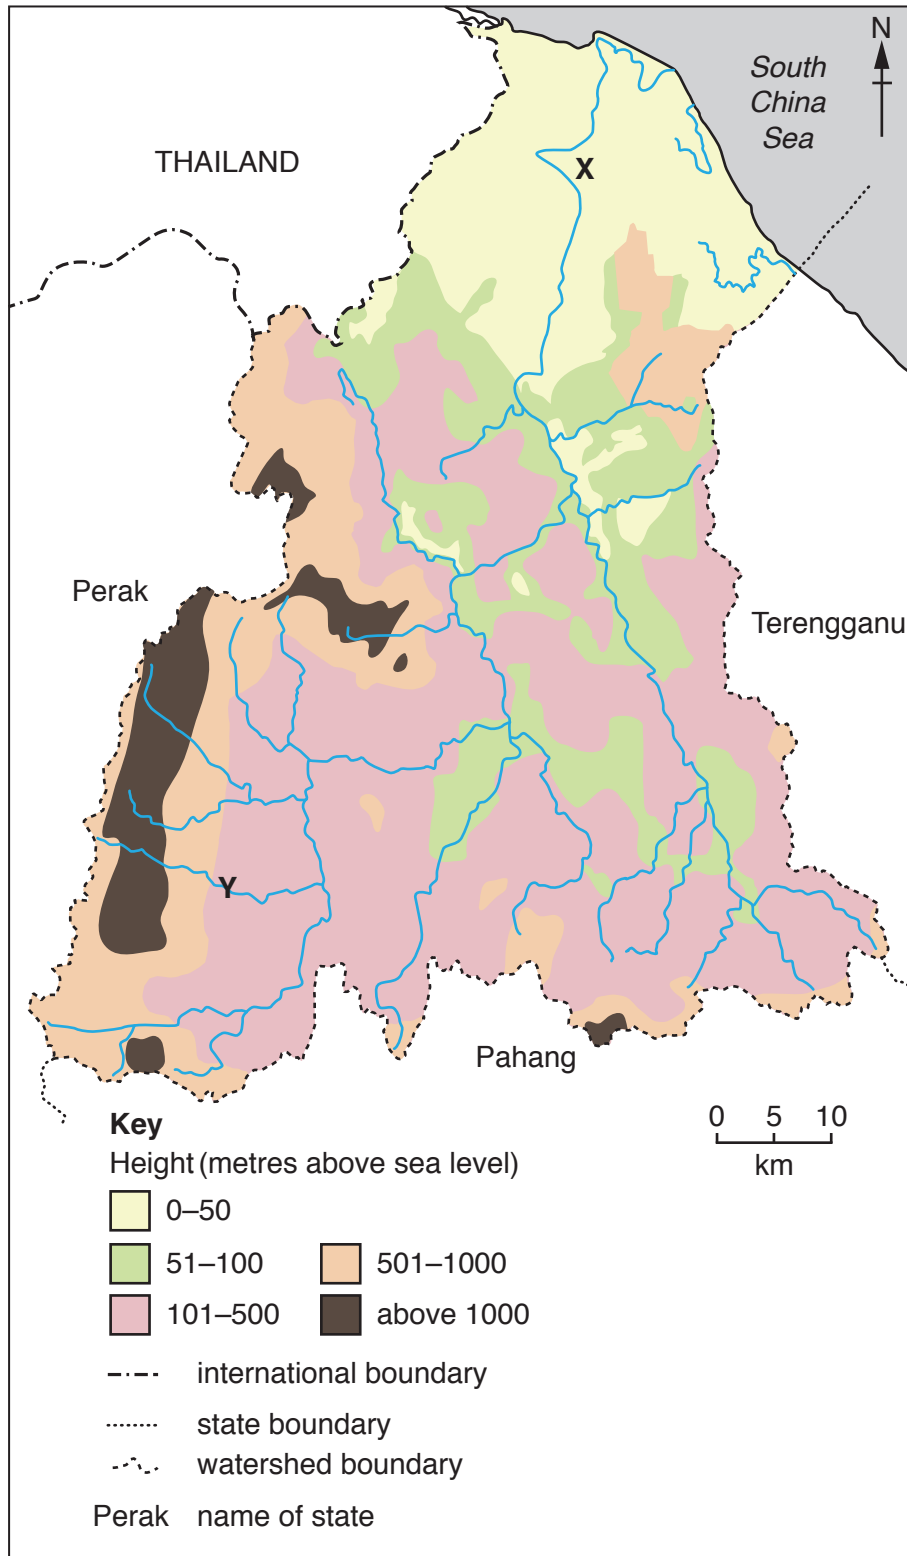 N
South
China
Sea
THAILAND
X
Perak
Terengganu
Y
Pahang
0 5 10
km
Key
Height (metres above sea level)
0–50
51–100
501–1000
101–500
above 1000
international boundary
state boundary
watershed boundary
Perak name of state